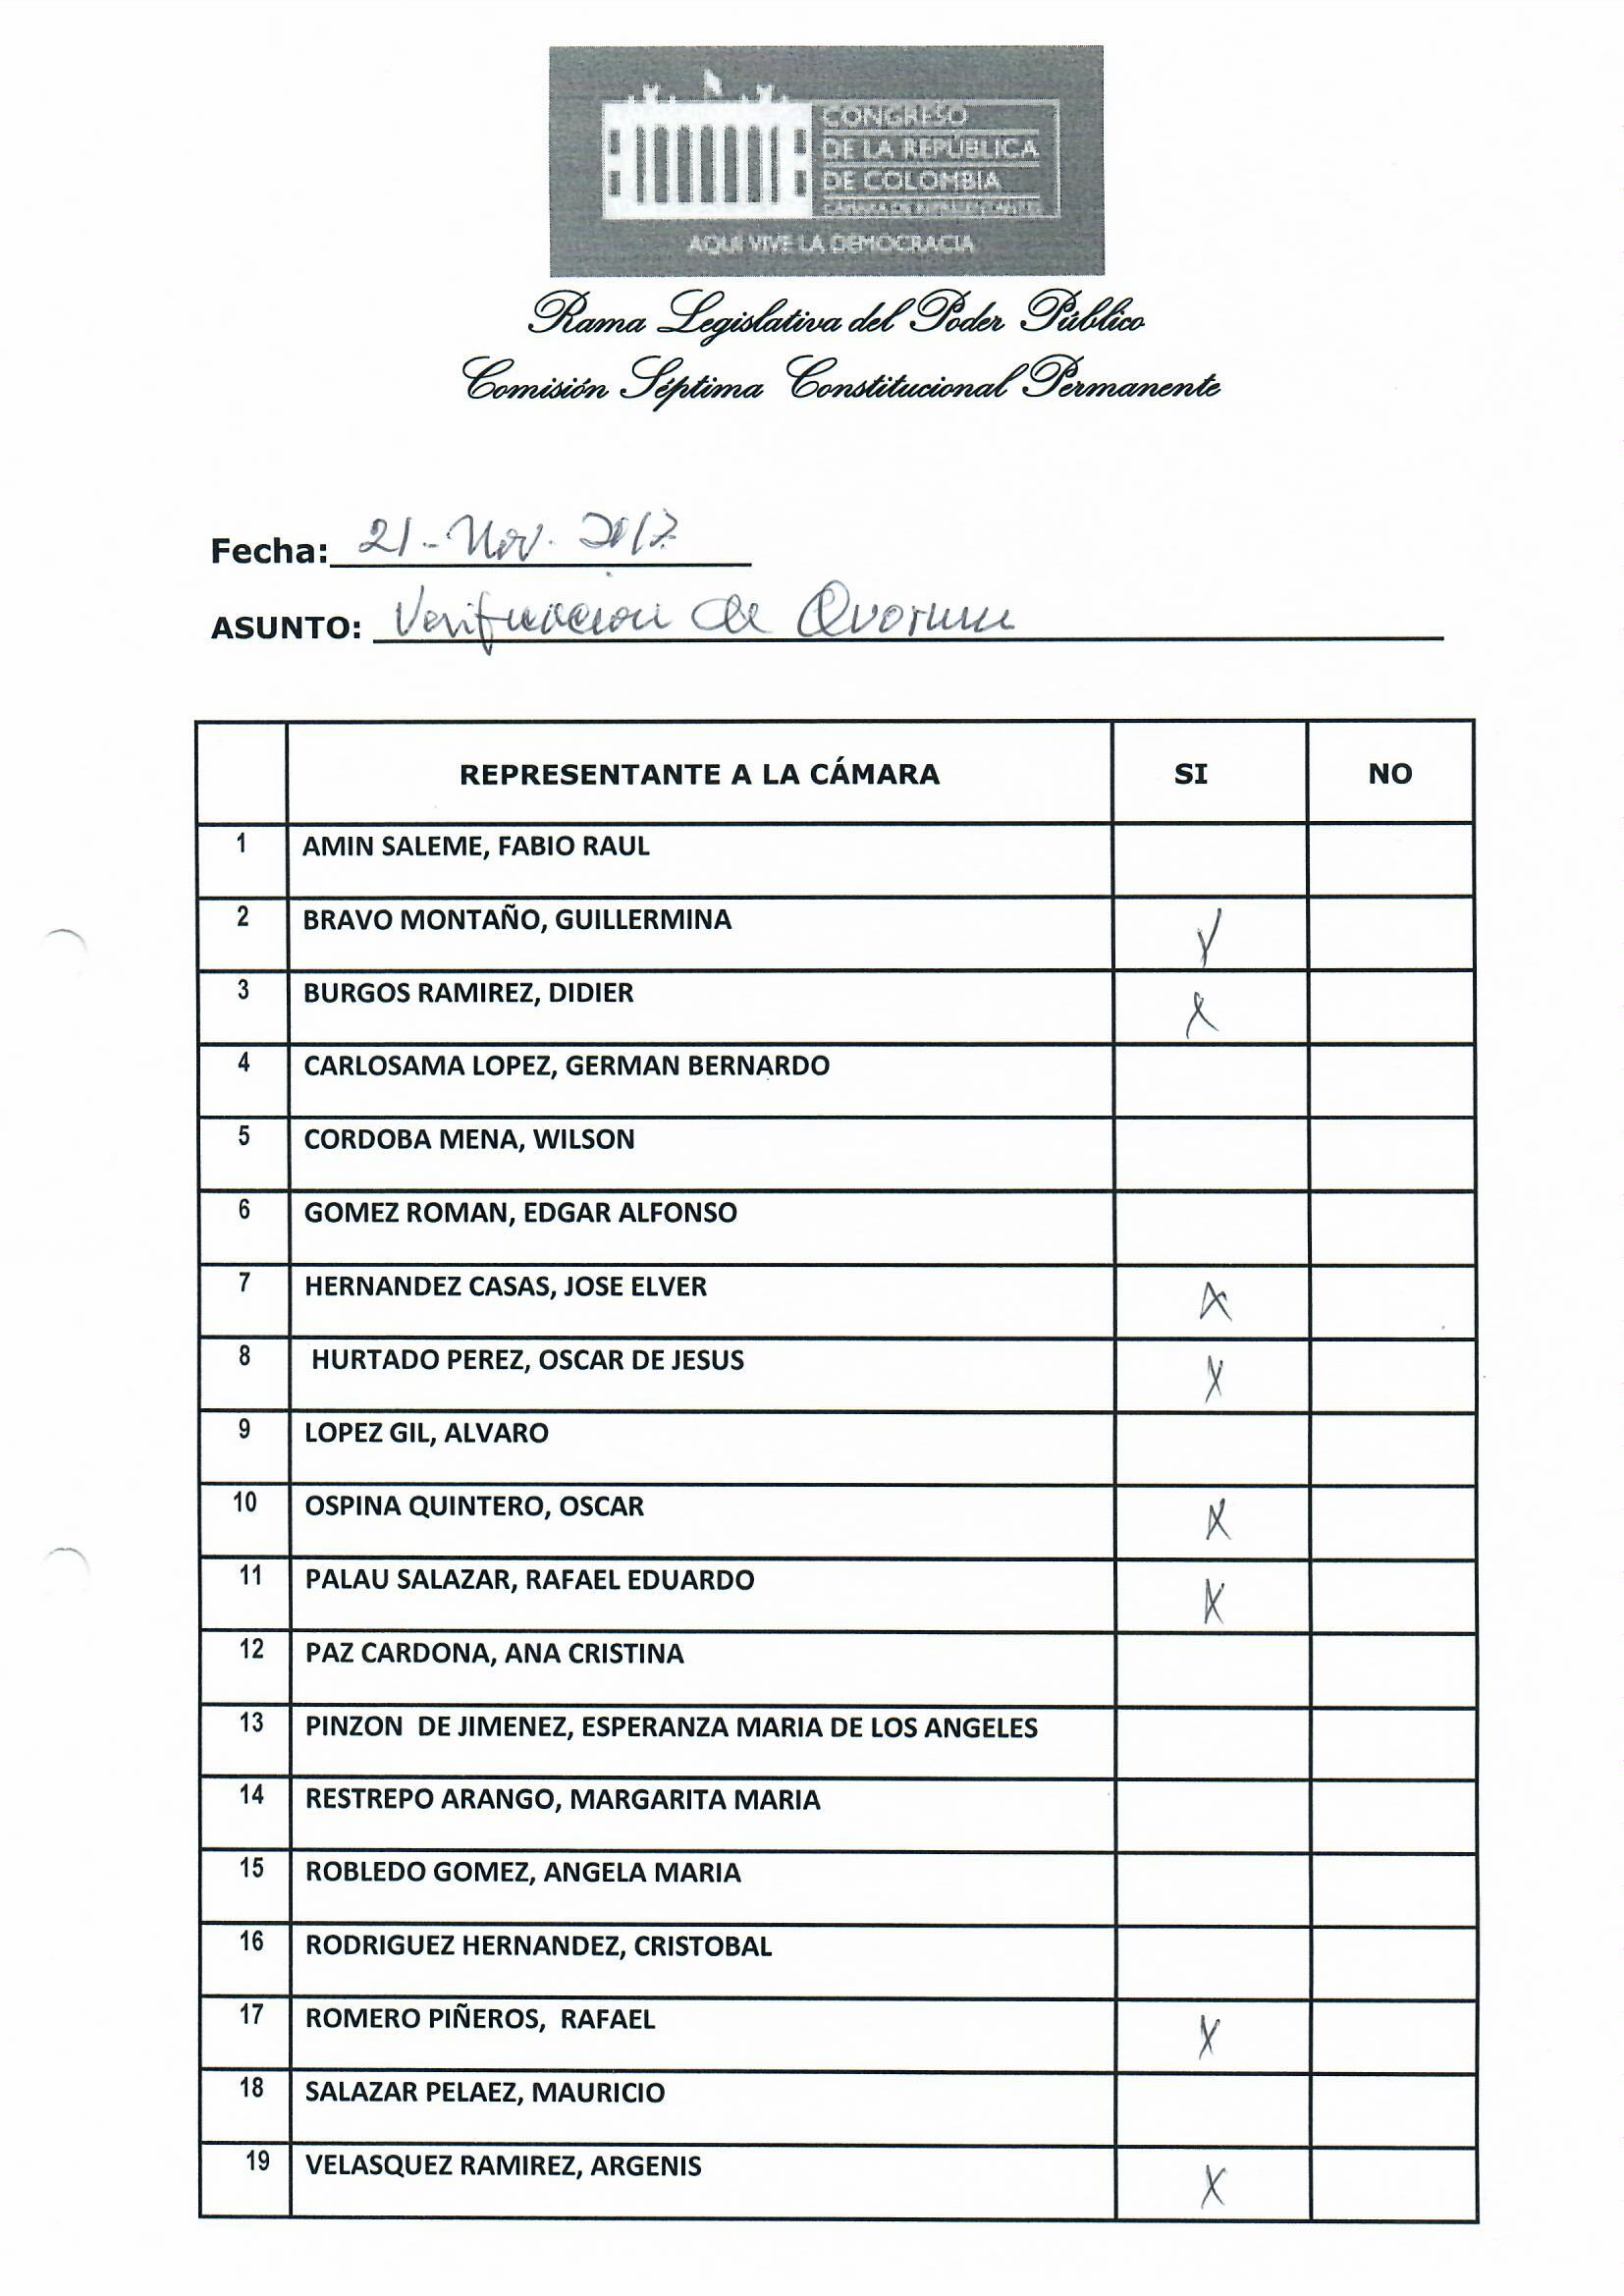 CONGRESO
DE LA REPÚBLICA
DE COLOMBIA
CÁMARA DE REPRESENTANTES
AQUÍ VIVE LA DEMOCRACIA
Rama Legislativa del Poder Público
Comisión Séptima Constitucional Permanente
Fecha: 21-Nov. 2017
ASUNTO: Verificacion de Quorum
REPRESENTANTE A LA CÁMARA SI NO
1 AMIN SALEME, FABIO RAUL
2 BRAVO MONTAÑO, GUILLERMINA X
3 BURGOS RAMIREZ, DIDIER X
4 CARLOSAMA LOPEZ, GERMAN BERNARDO
5 CORDOBA MENA, WILSON
6 GOMEZ ROMAN, EDGAR ALFONSO
7 HERNANDEZ CASAS, JOSE ELVER X
8 HURTADO PEREZ, OSCAR DE JESUS X
9 LOPEZ GIL, ALVARO
10 OSPINA QUINTERO, OSCAR X
11 PALAU SALAZAR, RAFAEL EDUARDO X
12 PAZ CARDONA, ANA CRISTINA
13 PINZON DE JIMENEZ, ESPERANZA MARIA DE LOS ANGELES
14 RESTREPO ARANGO, MARGARITA MARIA
15 ROBLEDO GOMEZ, ANGELA MARIA
16 RODRIGUEZ HERNANDEZ, CRISTOBAL
17 ROMERO PIÑEROS, RAFAEL X
18 SALAZAR PELAEZ, MAURICIO
19 VELASQUEZ RAMIREZ, ARGENIS X